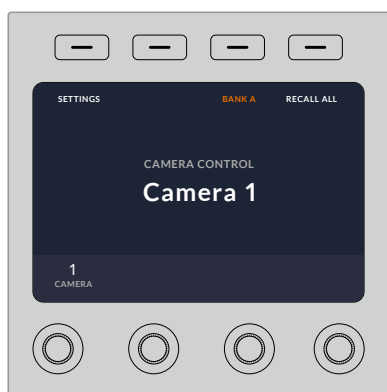 SETTINGS BANK A RECALL ALL
CAMERA CONTROL
Camera 1
1
CAMERA